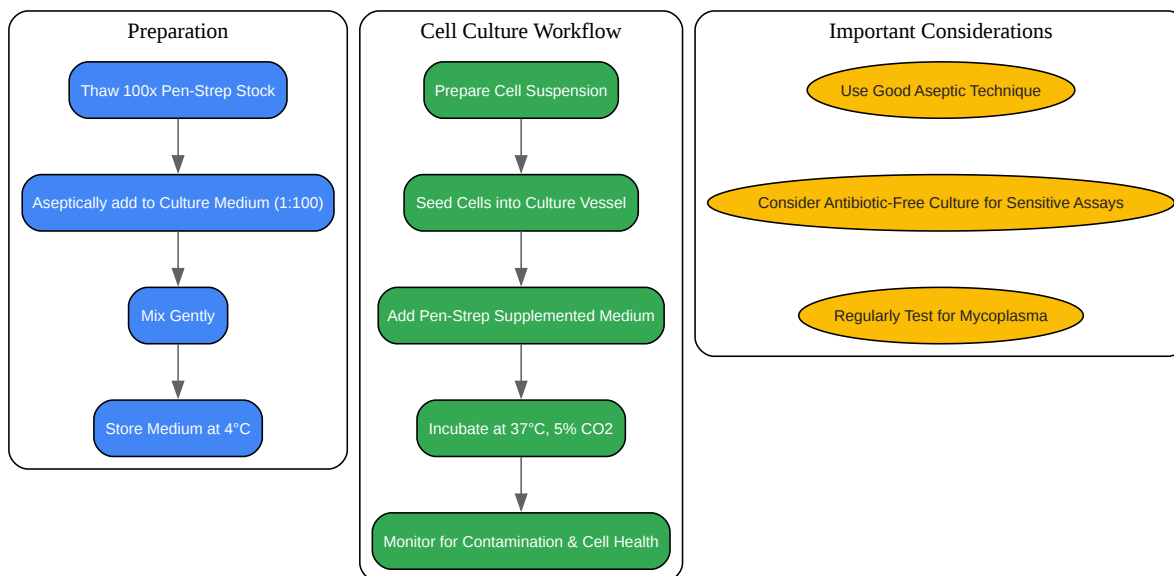 Preparation
Thaw 100x Pen-Strep Stock
Aseptically add to Culture Medium (1:100)
Mix Gently
Store Medium at 4°C
Cell Culture Workflow
Prepare Cell Suspension
Seed Cells into Culture Vessel
Add Pen-Strep Supplemented Medium
Incubate at 37°C, 5% CO2
Monitor for Contamination & Cell Health
Important Considerations
Use Good Aseptic Technique
Consider Antibiotic-Free Culture for Sensitive Assays
Regularly Test for Mycoplasma